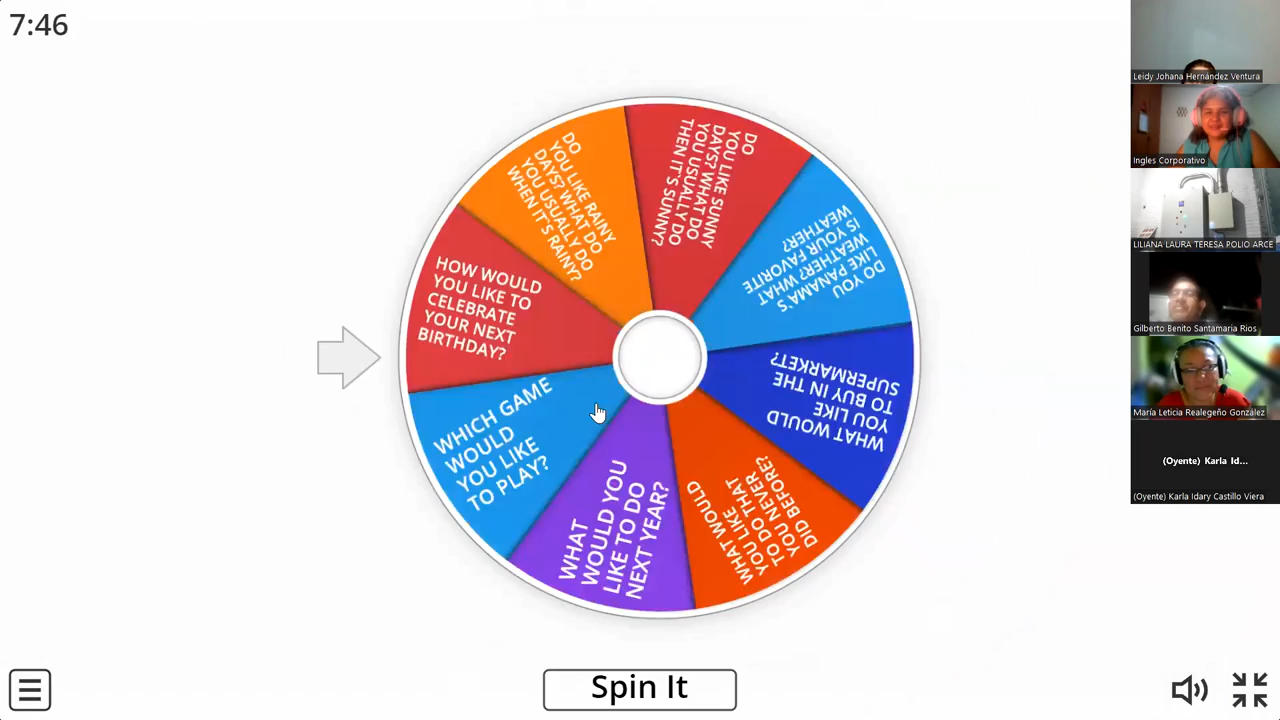 7:46
DO
YOU LIKE RAINY
DAYS? WHAT DO
YOU USUALLY DO
WHEN IT'S RAINY?
DO
YOU LIKE SUNNY
DAYS? WHAT DO
YOU USUALLY DO
THEN IT'S SUNNY?
DO YOU
LIKE PANAMA'S
WEATHER? WHAT
IS YOUR FAVORITE
WEATHER?
WHAT WOULD
YOU LIKE
TO BUY IN THE
SUPERMARKET?
WHAT WOULD
YOU LIKE
TO DO THAT
YOU NEVER
DID BEFORE?
WHAT
WOULD YOU
LIKE TO DO
NEXT YEAR?
WHICH GAME
WOULD
YOU LIKE
TO PLAY?
HOW WOULD
YOU LIKE TO
CELEBRATE
YOUR NEXT
BIRTHDAY?
Spin It
Leidy Johana Hernández Ventura
Ingles Corporativo
LILIANA LAURA TERESA POLIO ARCE
Gilberto Benito Santamaria Rios
María Leticia Realegeño González
(Oyente) Karla Id...
(Oyente) Karla Idary Castillo Viera